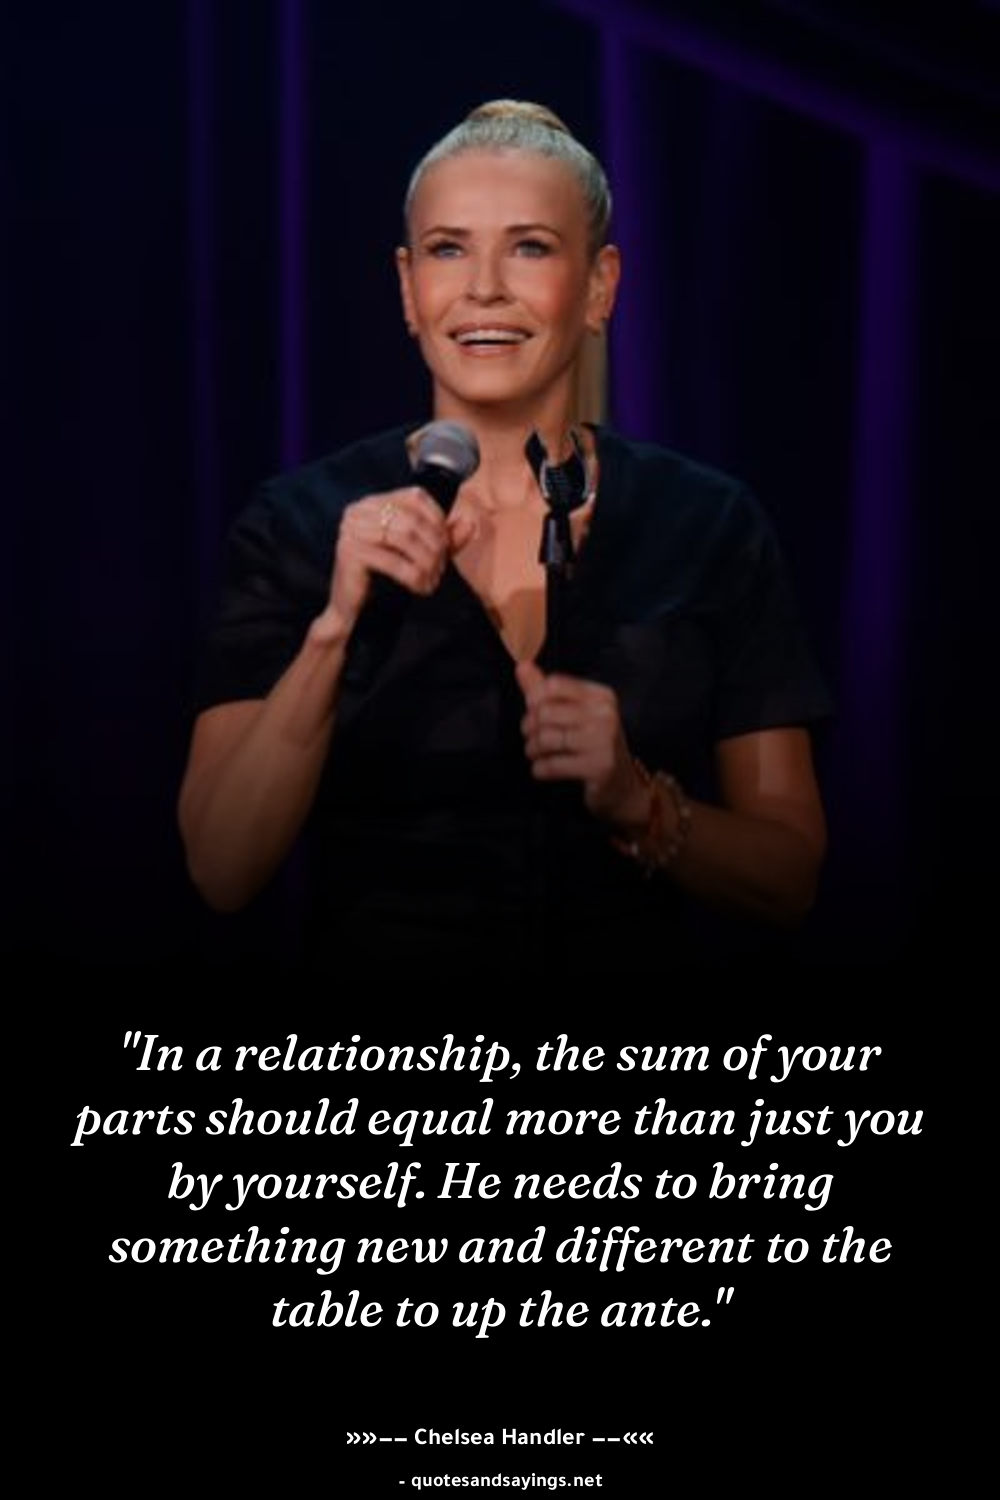 "In a relationship, the sum of your
parts should equal more than just you
by yourself. He needs to bring
something new and different to the
table to up the ante."
»»−− Chelsea Handler −−««
- quotesandsayings.net